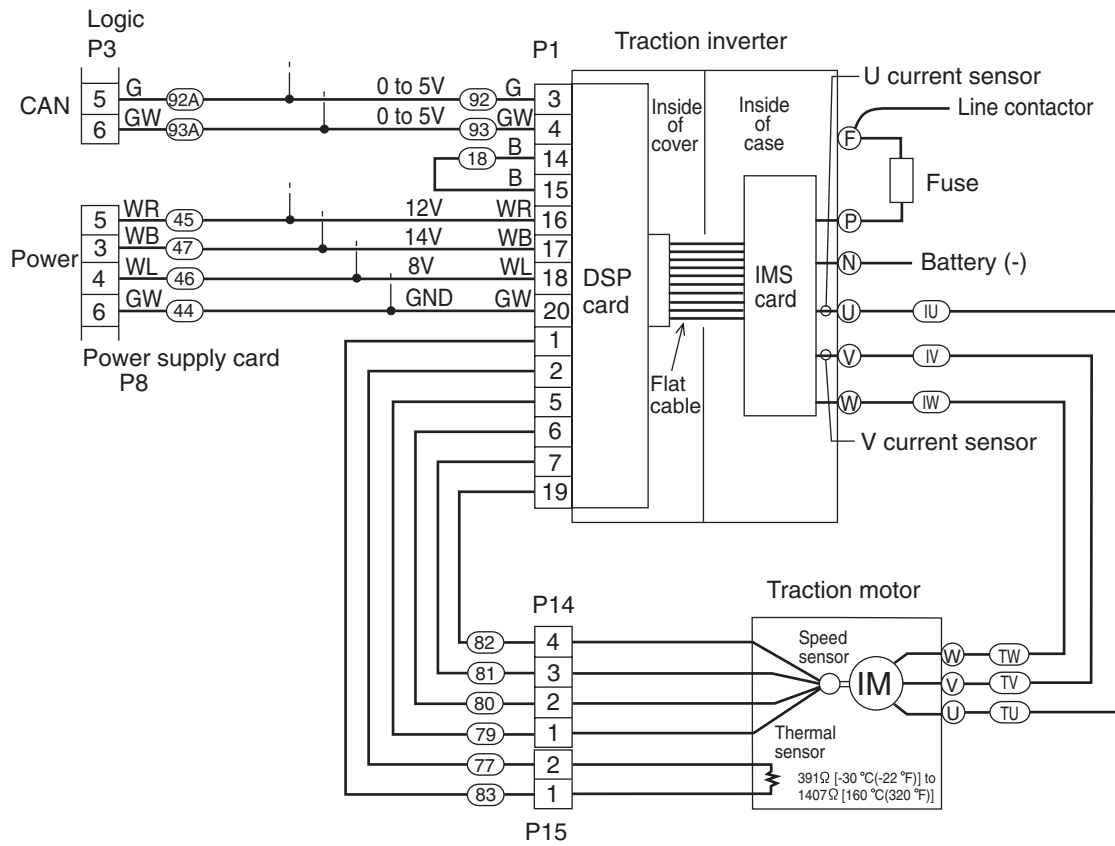 Logic
P3
P1
Traction inverter
U current sensor
CAN
5 G 92A 0 to 5V 92 G 3
6 GW 93A 0 to 5V 93 GW 4
18 B 14
B 15
Inside
of
cover
Inside
of
case
Line contactor
F
Fuse
P
Power
5 WR 45 12V WR 16
3 WB 47 14V WB 17
4 WL 46 8V WL 18
6 GW 44 GND GW 20
1
2
5
6
7
19
Power supply card
P8
DSP
card
IMS
card
Flat
cable
N Battery (-)
U IU
V IV
W IW
V current sensor
Traction motor
P14
82 4
81 3
80 2
79 1
77 2
83 1
P15
Speed
sensor
IM
W TW
V TV
U TU
Thermal
sensor
391Ω [-30 °C(-22 °F)] to
1407Ω [160 °C(320 °F)]